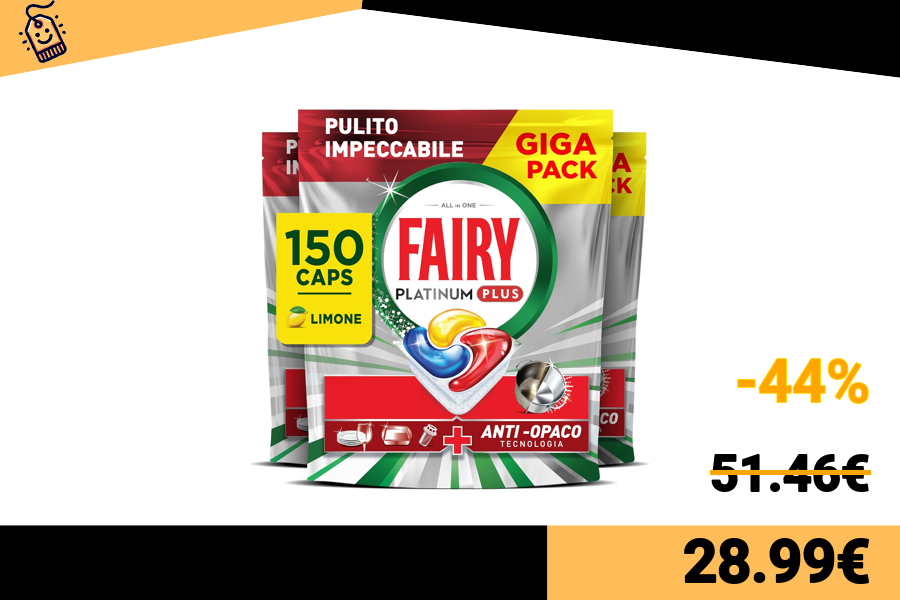 PULITO
IMPECCABILE
GIGA
PACK
150
CAPS
LIMONE
ALL IN ONE
FAIRY
PLATINUM PLUS
ANTI-OPACO
TECNOLOGIA
-44%
51.46€
28.99€